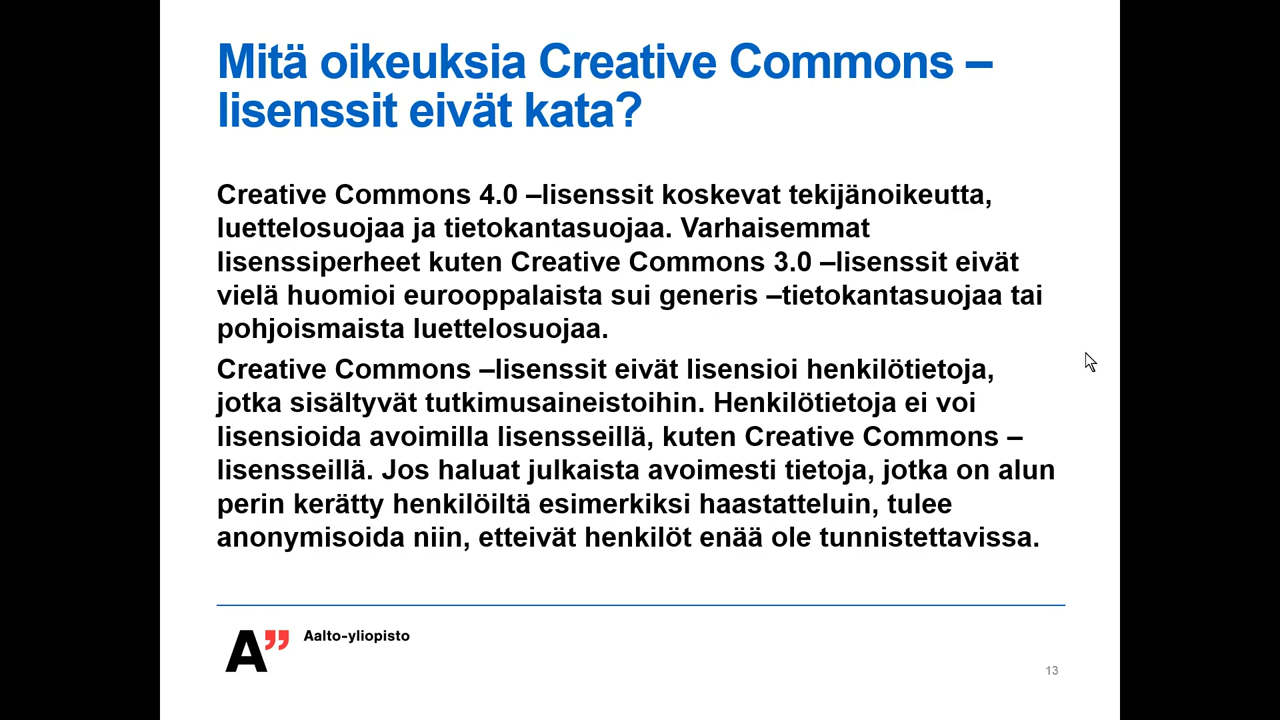 Mitä oikeuksia Creative Commons –
lisenssit eivät kata?
Creative Commons 4.0 –lisenssit koskevat tekijänoikeutta,
luettelosuojaa ja tietokantasuojaa. Varhaisemmat
lisenssiperheet kuten Creative Commons 3.0 –lisenssit eivät
vielä huomioi eurooppalaista sui generis –tietokantasuojaa tai
pohjoismaista luettelosuojaa.
Creative Commons –lisenssit eivät lisensioi henkilötietoja,
jotka sisältyvät tutkimusaineistoihin. Henkilötietoja ei voi
lisensioida avoimilla lisensseillä, kuten Creative Commons –
lisensseillä. Jos haluat julkaista avoimesti tietoja, jotka on alun
perin kerätty henkilöiltä esimerkiksi haastatteluin, tulee
anonymisoida niin, etteivät henkilöt enää ole tunnistettavissa.
A” Aalto-yliopisto
13